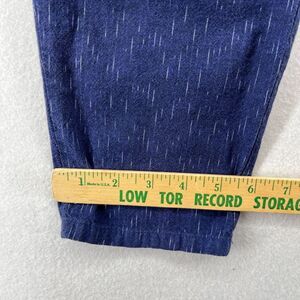 1 Made in U.S.A. 2 3 4 5 6 7
LOW TOR RECORD STORAG